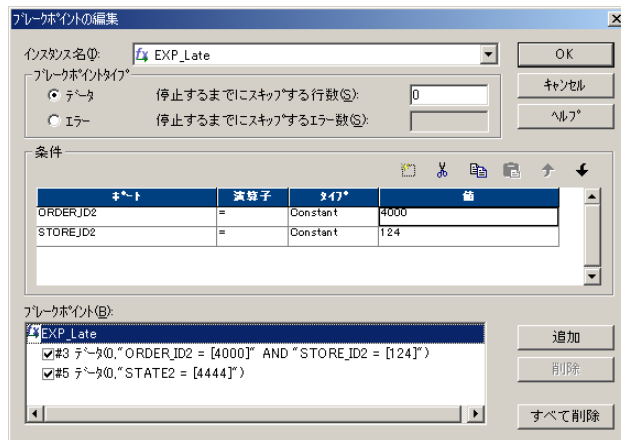 ﾌﾞﾚｰｸﾎﾟｲﾝﾄの編集
ｲﾝｽﾀﾝｽ名(I): fx EXP_Late
OK
ﾌﾞﾚｰｸﾎﾟｲﾝﾄﾀｲﾌﾟ
ﾃﾞｰﾀ 停止するまでにｽｷｯﾌﾟする行数(S): 0
ｷｬﾝｾﾙ
ｴﾗｰ 停止するまでにｽｷｯﾌﾟするｴﾗｰ数(S):
ﾍﾙﾌﾟ
条件
ﾎﾟｰﾄ 演算子 ﾀｲﾌﾟ 値
ORDER_ID2 = Constant 4000
STORE_ID2 = Constant 124
ﾌﾞﾚｰｸﾎﾟｲﾝﾄ(B):
fx EXP_Late
#3 ﾃﾞｰﾀ(0,"ORDER_ID2 = [4000]" AND "STORE_ID2 = [124]")
#5 ﾃﾞｰﾀ(0,"STATE2 = [4444]")
追加
削除
すべて削除